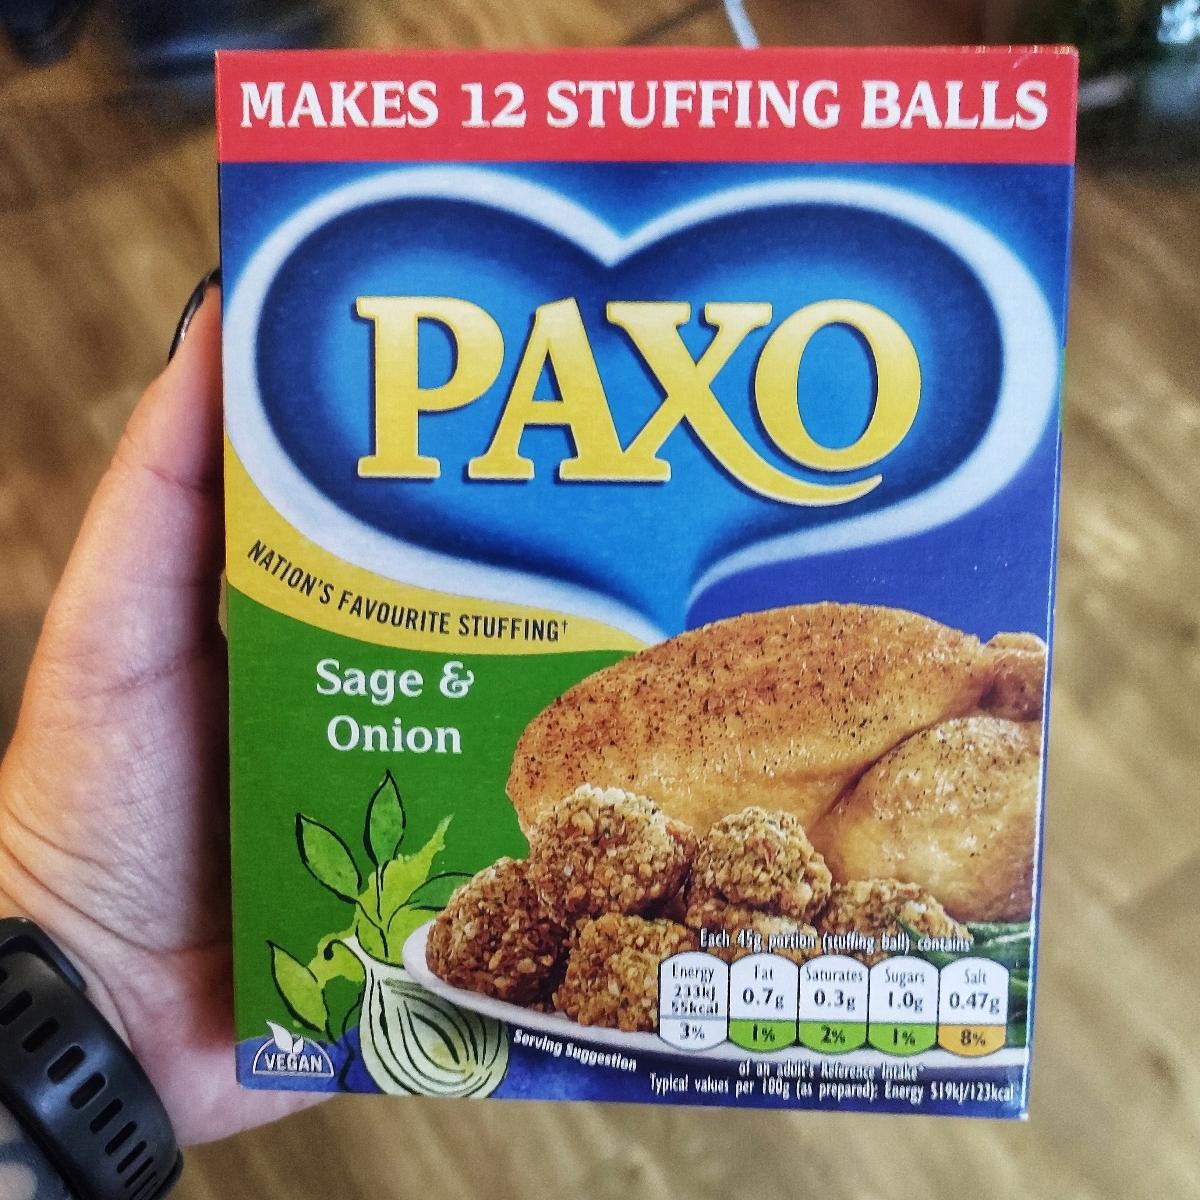 MAKES 12 STUFFING BALLS
PAXO
NATION'S FAVOURITE STUFFING†
Sage &
Onion
Each 45g portion (stuffing ball) contains
Energy
233kJ
55kcal
3%
Fat
0.7g
1%
Saturates
0.3g
2%
Sugars
1.0g
1%
Salt
0.47g
8%
VEGAN
Serving Suggestion
of an adult's Reference Intake*
Typical values per 100g (as prepared): Energy 519kJ/123kcal